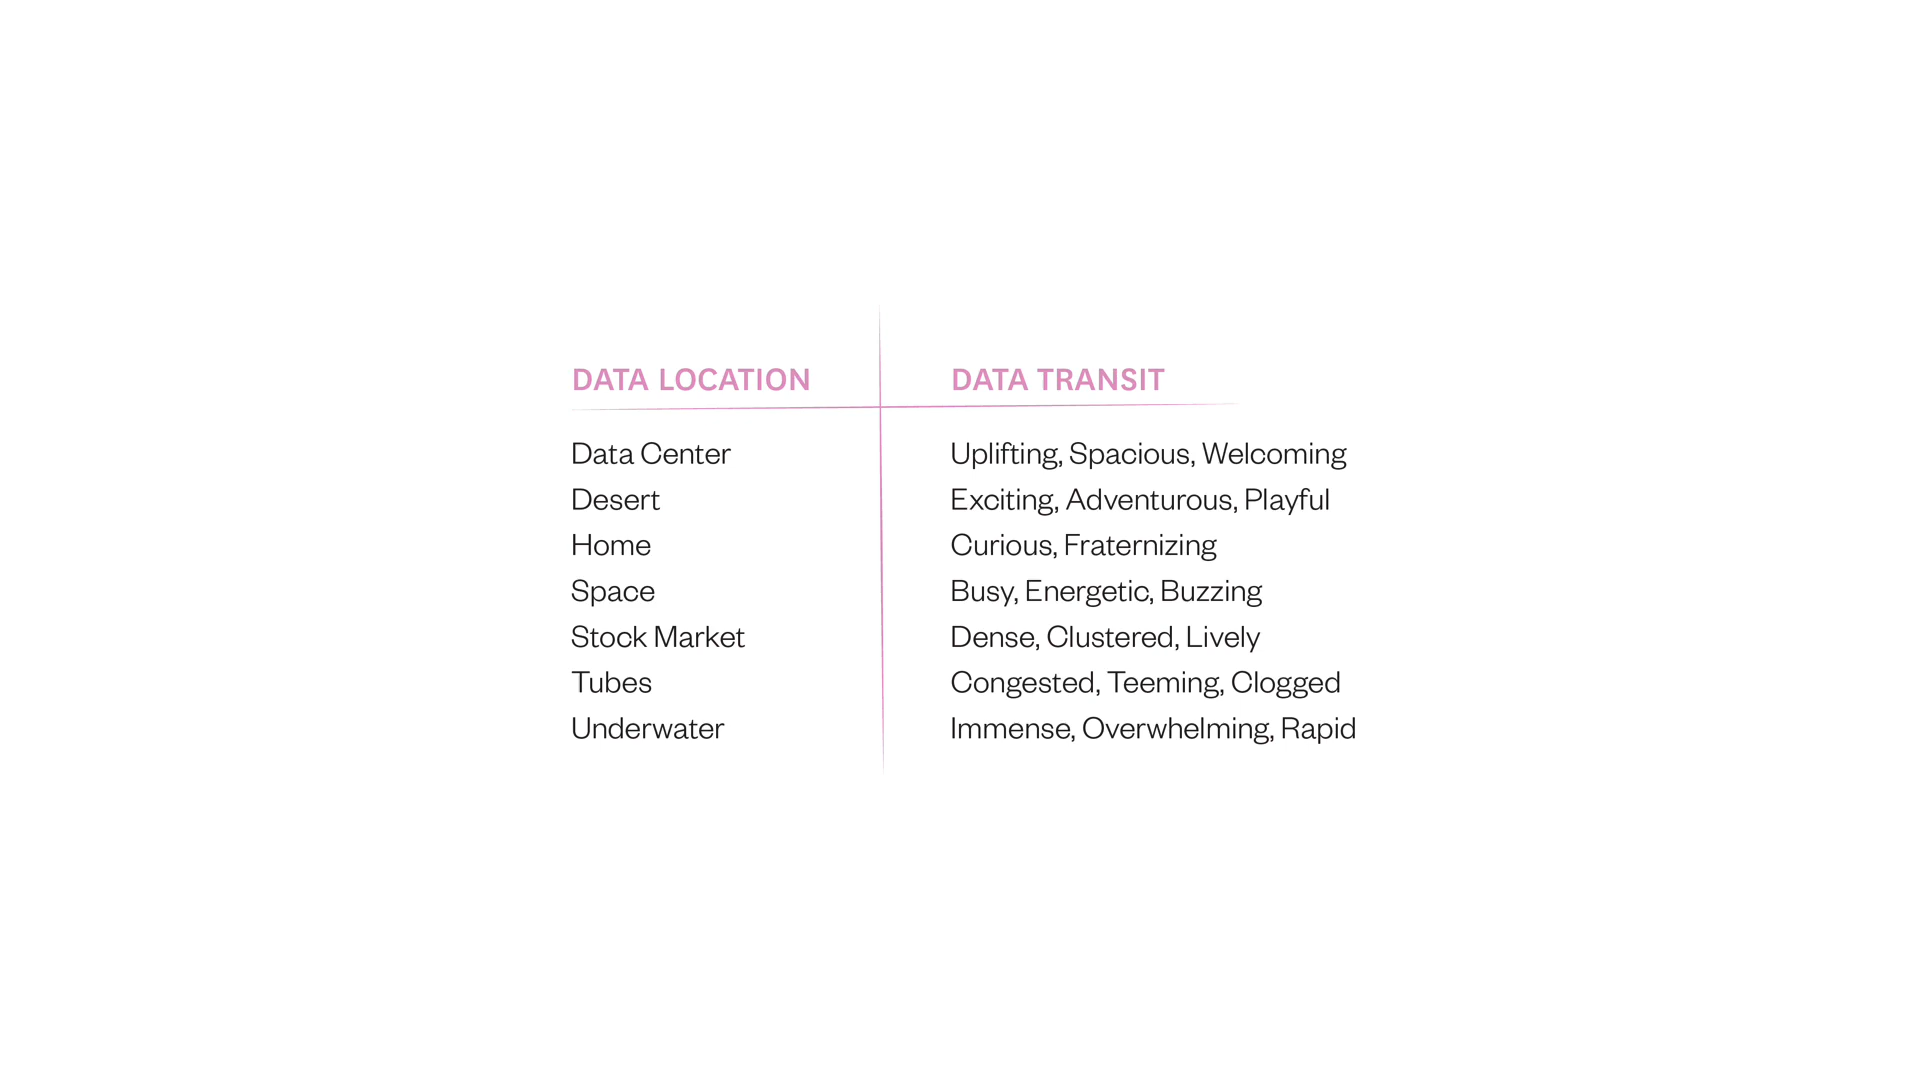 DATA LOCATION DATA TRANSIT
Data Center Uplifting, Spacious, Welcoming
Desert Exciting, Adventurous, Playful
Home Curious, Fraternizing
Space Busy, Energetic, Buzzing
Stock Market Dense, Clustered, Lively
Tubes Congested, Teeming, Clogged
Underwater Immense, Overwhelming, Rapid